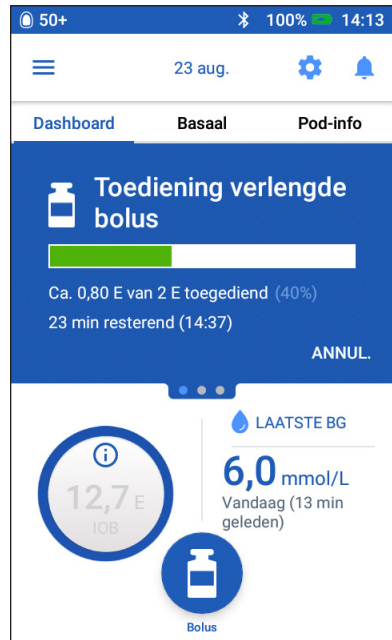 50+ 100% 14:13
23 aug.
Dashboard Basaal Pod-info
Toediening verlengde
bolus
Ca. 0,80 E van 2 E toegediend (40%)
23 min resterend (14:37)
ANNUL.
LAATSTE BG
6,0 mmol/L
Vandaag (13 min
geleden)
12,7 E
IOB
Bolus